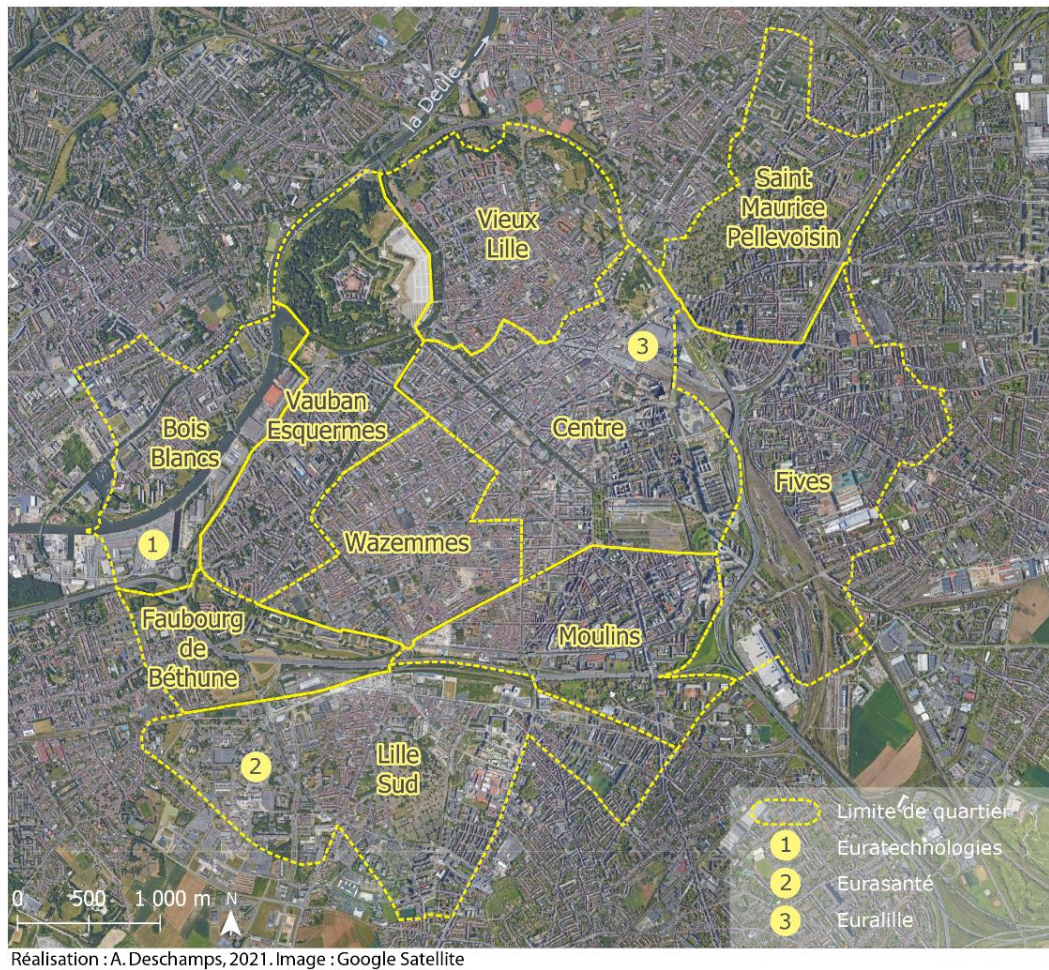 la Deûle
Saint
Maurice
Pellevoisin
Vieux
Lille
3
Vauban
Esquermes
Bois
Blancs
Centre
Fives
1
Wazemmes
Faubourg
de
Béthune
Moulins
2
Lille
Sud
Limite de quartier
1 Euratechnologies
2 Eurasanté
3 Euralille
0 500 1 000 m N
Réalisation : A. Deschamps, 2021. Image : Google Satellite